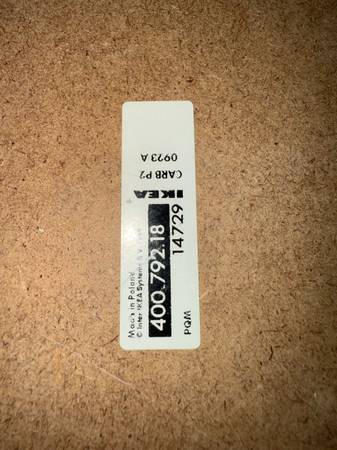 Made in Poland
© Inter IKEA Systems B.V.
400.792.18
14729
PQM
IKEA
CARB P2
0923 A